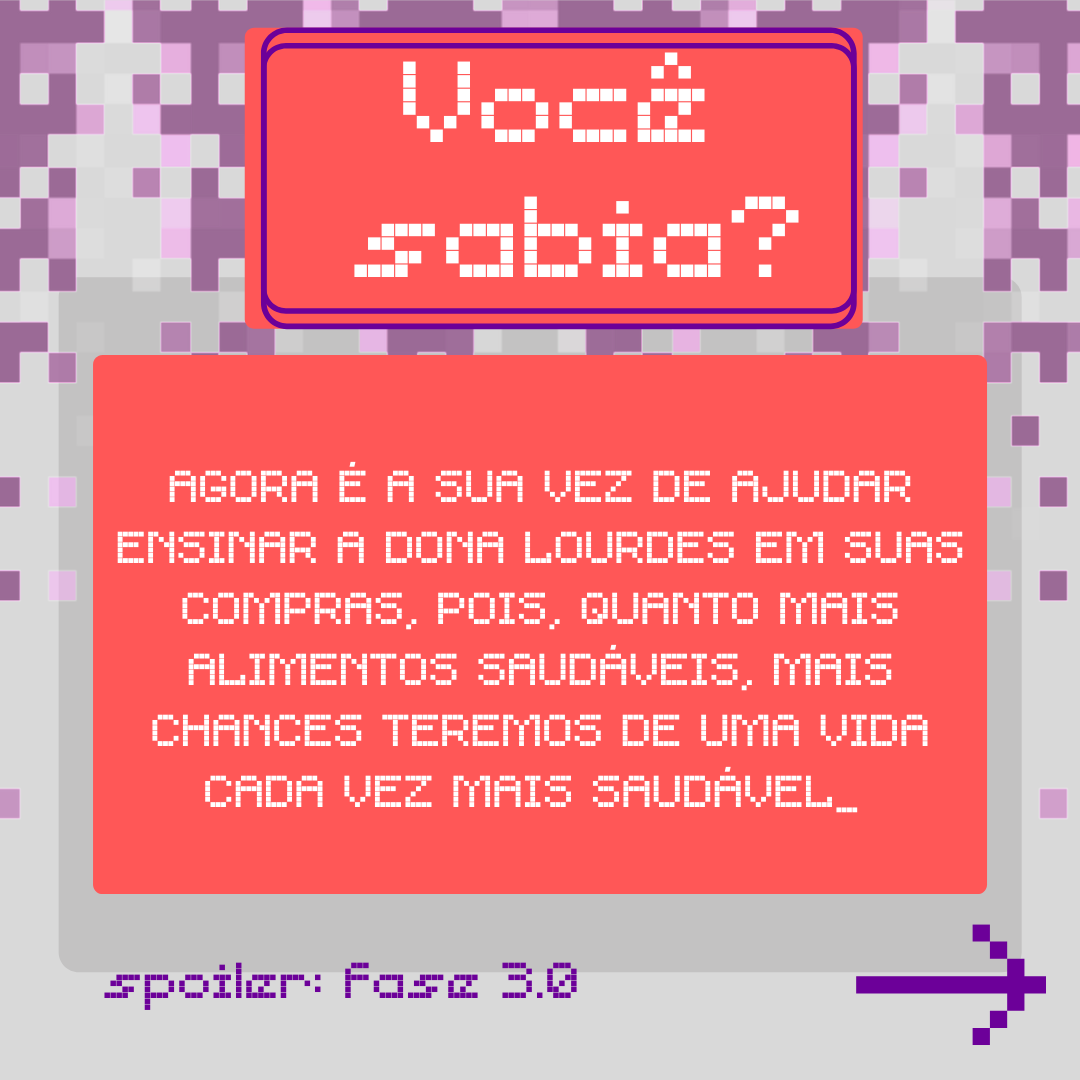 Você
sabia?
AGORA É A SUA VEZ DE AJUDAR
ENSINAR A DONA LOURDES EM SUAS
COMPRAS, POIS, QUANTO MAIS
ALIMENTOS SAUDÁVEIS, MAIS
CHANCES TEREMOS DE UMA VIDA
CADA VEZ MAIS SAUDÁVEL_
spoiler: fase 3.0